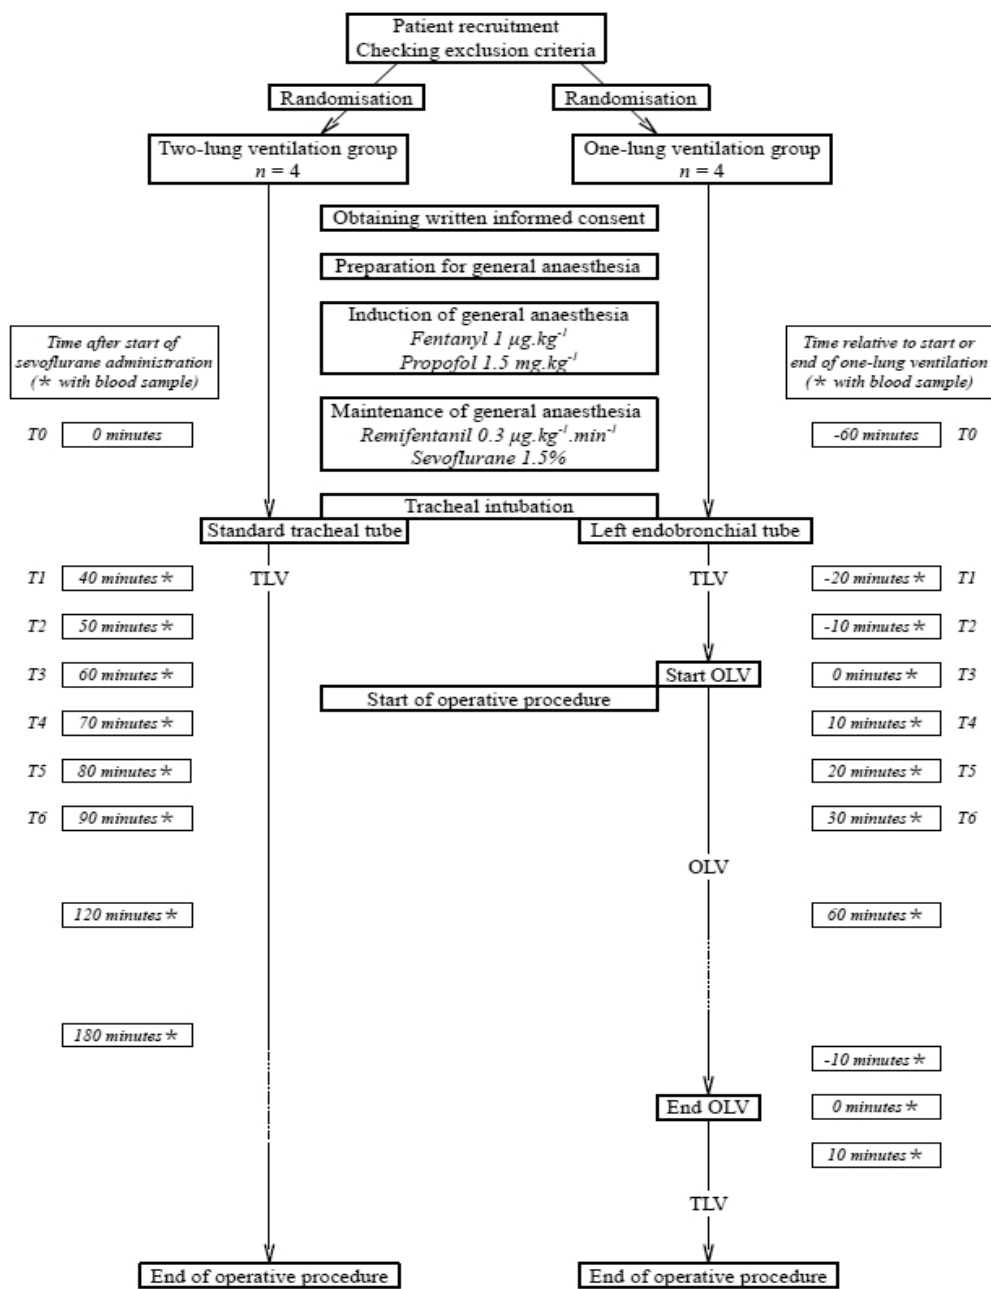 Patient recruitment
Checking exclusion criteria
Randomisation
Randomisation
Two-lung ventilation group
n = 4
One-lung ventilation group
n = 4
Obtaining written informed consent
Preparation for general anaesthesia
Induction of general anaesthesia
Fentanyl 1 µg.kg⁻¹
Propofol 1.5 mg.kg⁻¹
Time after start of
sevoflurane administration
(* with blood sample)
Time relative to start or
end of one-lung ventilation
(* with blood sample)
Maintenance of general anaesthesia
Remifentanil 0.3 µg.kg⁻¹.min⁻¹
Sevoflurane 1.5%
T0 0 minutes
-60 minutes T0
Tracheal intubation
Standard tracheal tube
Left endobronchial tube
T1 40 minutes * TLV TLV -20 minutes * T1
T2 50 minutes * -10 minutes * T2
T3 60 minutes * Start OLV 0 minutes * T3
Start of operative procedure
T4 70 minutes * 10 minutes * T4
T5 80 minutes * 20 minutes * T5
T6 90 minutes * 30 minutes * T6
OLV
120 minutes * 60 minutes *
180 minutes *
-10 minutes *
End OLV 0 minutes *
10 minutes *
TLV
End of operative procedure
End of operative procedure